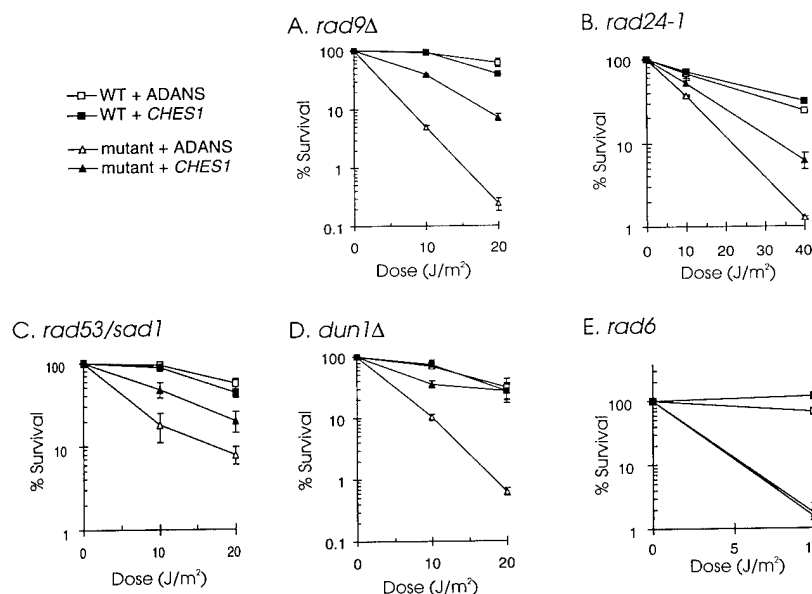 WT + ADANS
WT + CHES1
mutant + ADANS
mutant + CHES1
A. rad9Δ
% Survival
100
10
1
0.1
0
10
20
Dose (J/m²)
B. rad24-1
% Survival
100
10
1
0
10
20
30
40
Dose (J/m²)
C. rad53/sad1
% Survival
100
10
1
0
10
20
Dose (J/m²)
D. dun1Δ
% Survival
100
10
1
0.1
0
10
20
Dose (J/m²)
E. rad6
% Survival
100
10
1
0
5
Dose (J/m²)